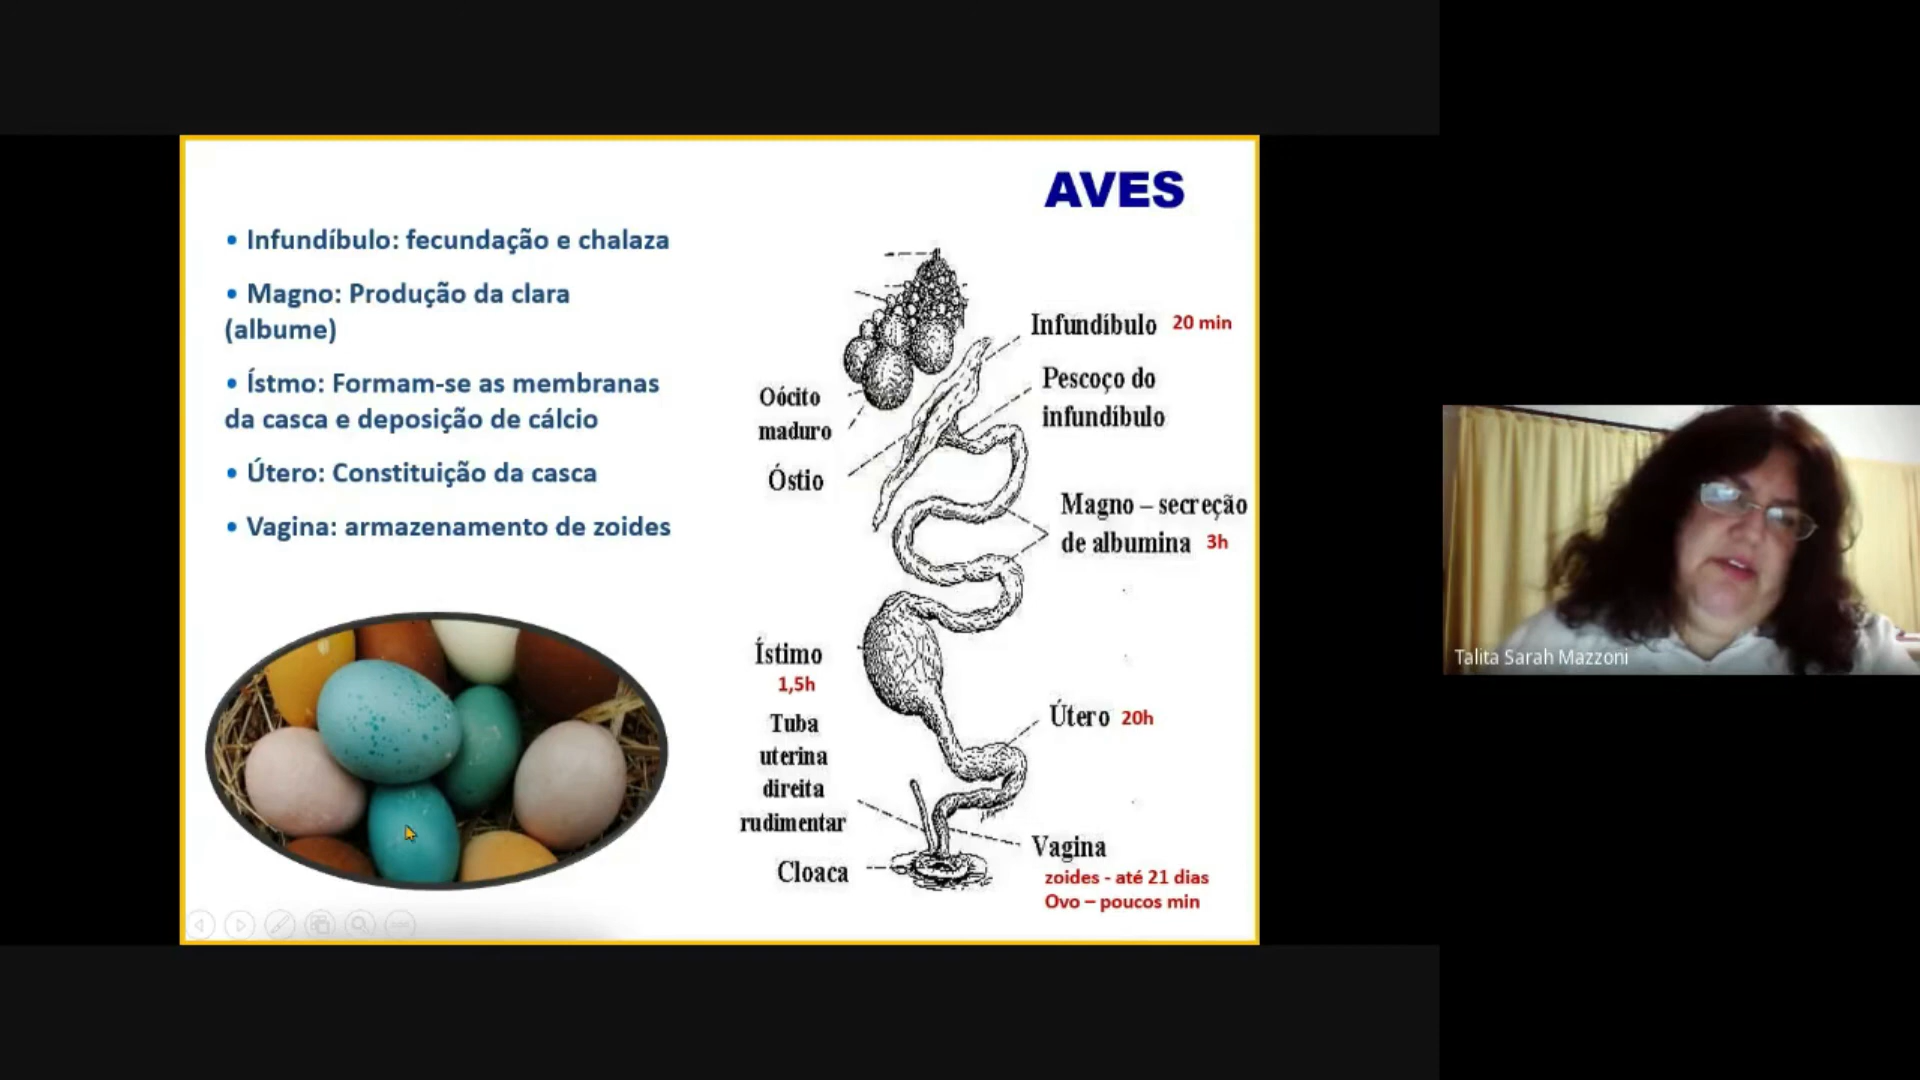 AVES
• Infundíbulo: fecundação e chalaza
• Magno: Produção da clara
(albume)
• Ístmo: Formam-se as membranas
da casca e deposição de cálcio
• Útero: Constituição da casca
• Vagina: armazenamento de zoides
Infundíbulo 20 min
Pescoço do
infundíbulo
Oócito
maduro
Óstio
Magno – secreção
de albumina 3h
Ístimo
1,5h
Útero 20h
Tuba
uterina
direita
rudimentar
Vagina
zoides - até 21 dias
Ovo – poucos min
Cloaca
Talita Sarah Mazzoni